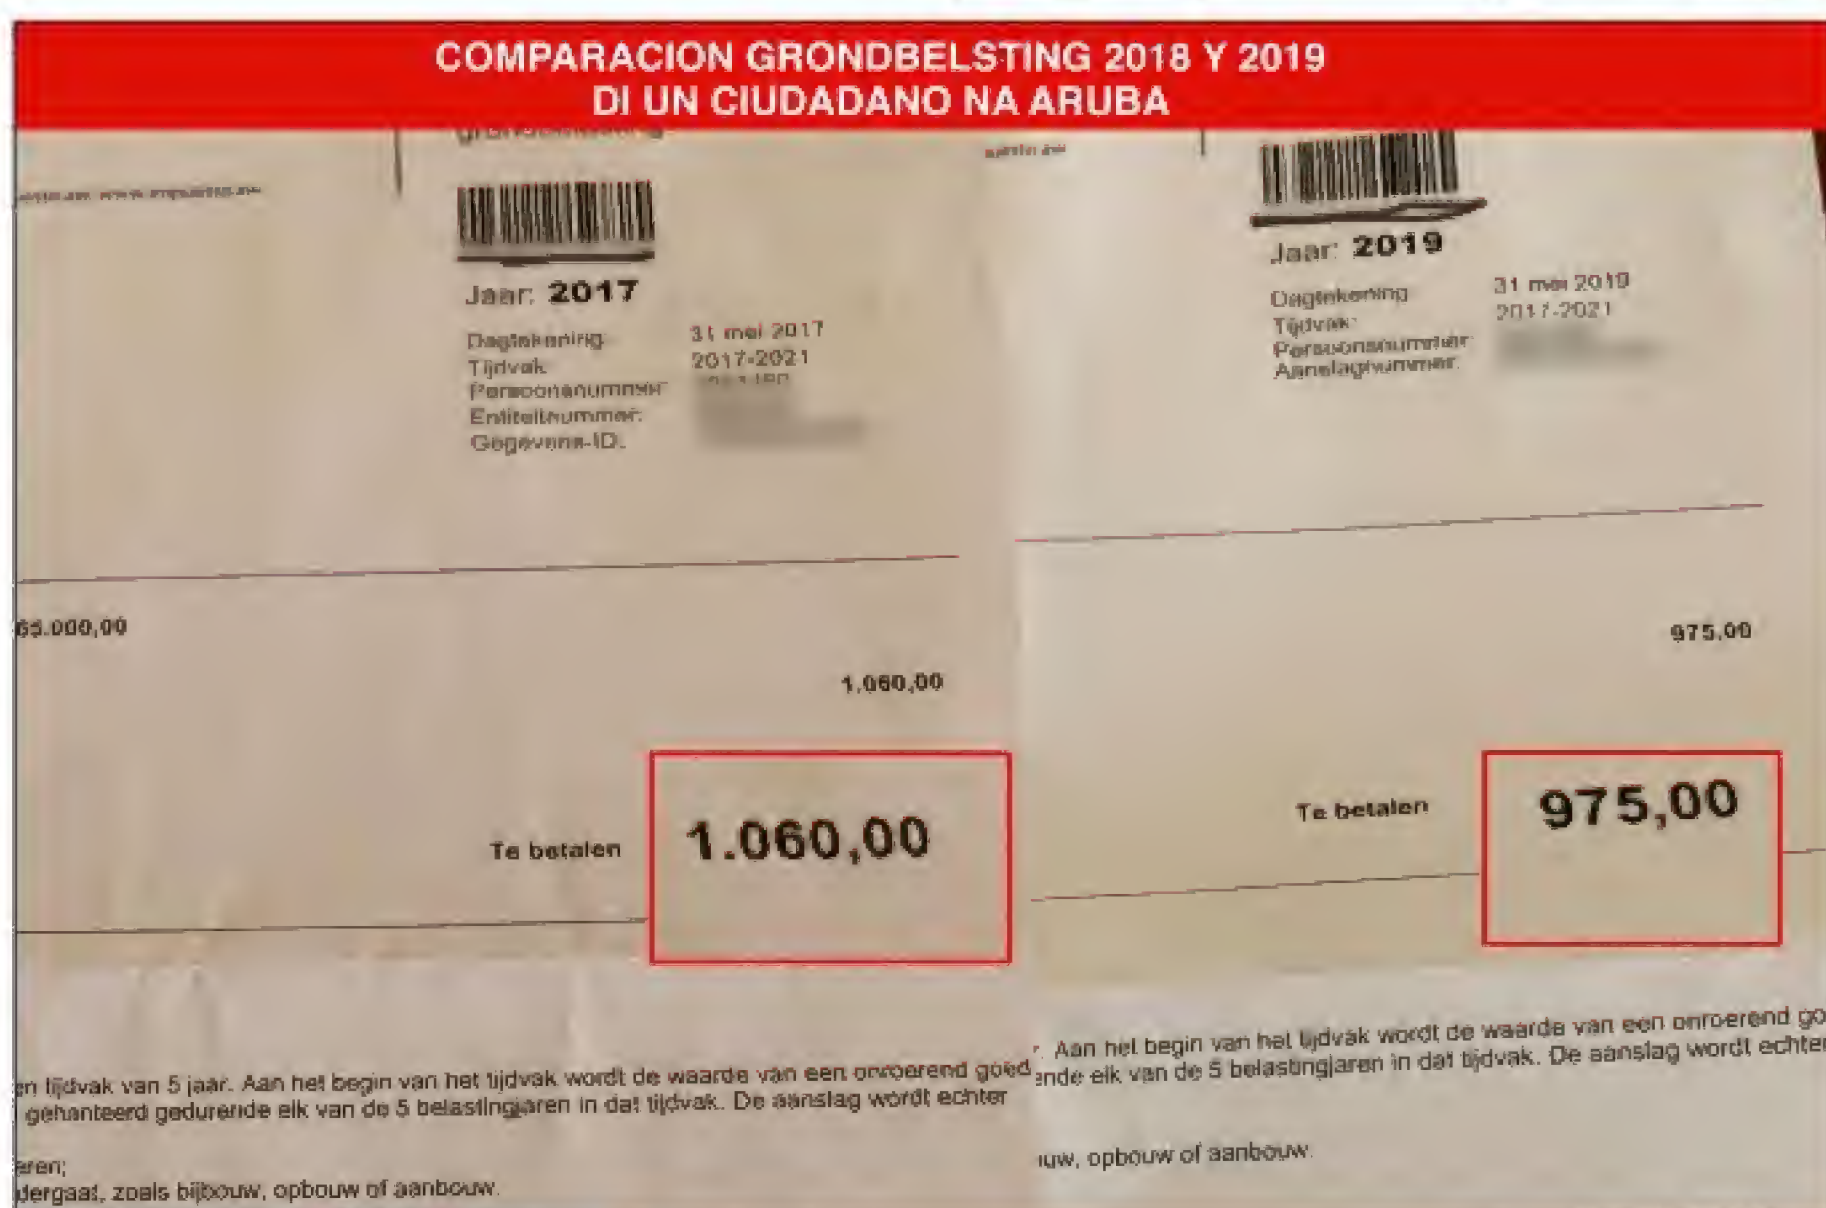 COMPARACION GRONDBELSTING 2018 Y 2019
DI UN CIUDADANO NA ARUBA
Jaar: 2017
Dagtekening: 31 mei 2017
Tijdvak: 2017-2021
Persoonsnummer:
Entiteitnummer:
Gegevens-ID:
65.000,00
1.060,00
Te betalen 1.060,00
en tijdvak van 5 jaar. Aan het begin van het tijdvak wordt de waarde van een onroerend goed
gehanteerd gedurende elk van de 5 belastingjaren in dat tijdvak. De aanslag wordt echter
aren;
dergaat, zoals bijbouw, opbouw of aanbouw.
Jaar: 2019
Dagtekening: 31 mei 2019
Tijdvak: 2017-2021
Persoonsnummer:
Aanslagnummer:
975,00
Te betalen 975,00
r. Aan het begin van het tijdvak wordt de waarde van een onroerend go
ende elk van de 5 belastingjaren in dat tijdvak. De aanslag wordt echter
uw, opbouw of aanbouw.